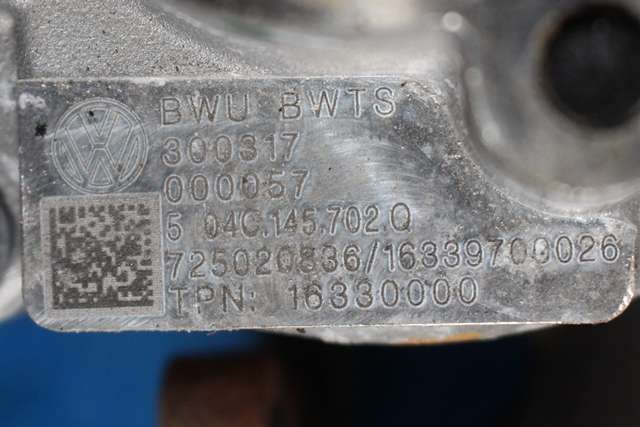 BWU BWTS
300317
000057
5 04C.145.702.Q
725020836/16339700026
TPN: 16330000